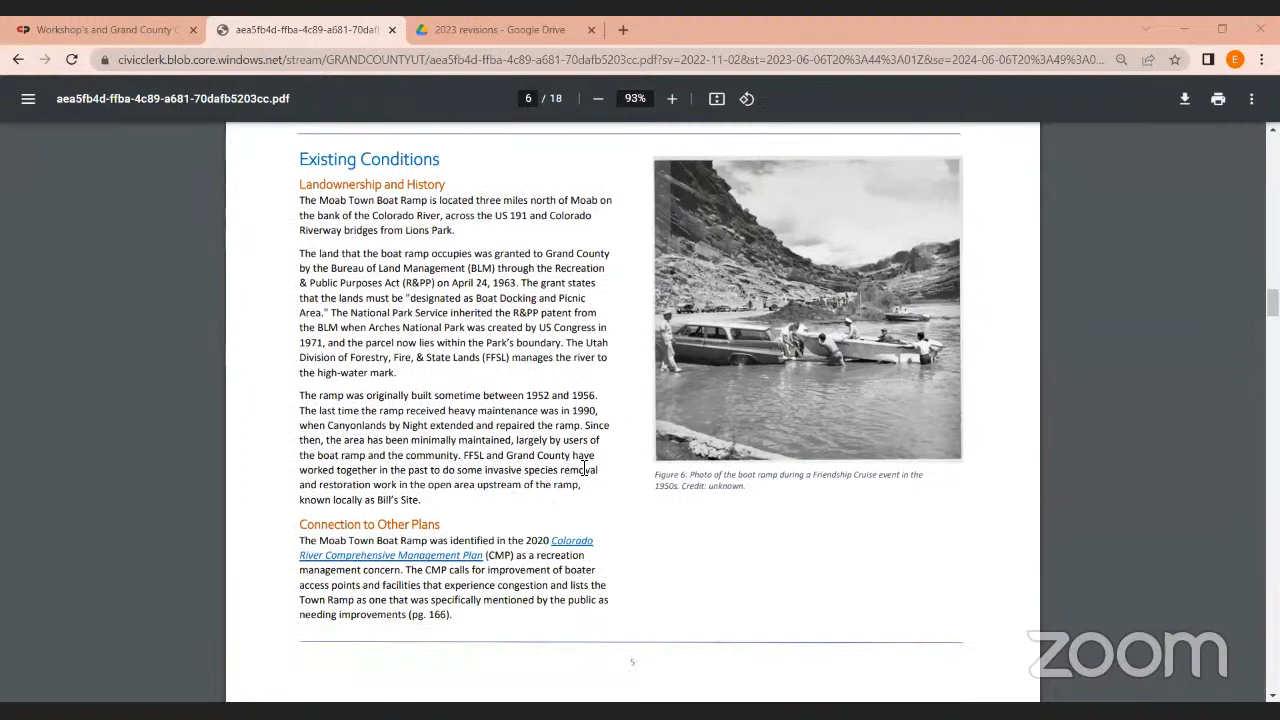 Workshop's and Grand County C
aea5fb4d-ffba-4c89-a681-70dafb
2023 revisions - Google Drive
civicclerk.blob.core.windows.net/stream/GRANDCOUNTYUT/aea5fb4d-ffba-4c89-a681-70dafb5203cc.pdf?sv=2022-11-02&st=2023-06-06T20%3A44%3A01Z&se=2024-06-06T20%3A49%3A0...
E
aea5fb4d-ffba-4c89-a681-70dafb5203cc.pdf
6 / 18
93%
Existing Conditions
Landownership and History
The Moab Town Boat Ramp is located three miles north of Moab on
the bank of the Colorado River, across the US 191 and Colorado
Riverway bridges from Lions Park.
The land that the boat ramp occupies was granted to Grand County
by the Bureau of Land Management (BLM) through the Recreation
& Public Purposes Act (R&PP) on April 24, 1963. The grant states
that the lands must be "designated as Boat Docking and Picnic
Area." The National Park Service inherited the R&PP patent from
the BLM when Arches National Park was created by US Congress in
1971, and the parcel now lies within the Park's boundary. The Utah
Division of Forestry, Fire, & State Lands (FFSL) manages the river to
the high-water mark.
The ramp was originally built sometime between 1952 and 1956.
The last time the ramp received heavy maintenance was in 1990,
when Canyonlands by Night extended and repaired the ramp. Since
then, the area has been minimally maintained, largely by users of
the boat ramp and the community. FFSL and Grand County have
worked together in the past to do some invasive species removal
and restoration work in the open area upstream of the ramp,
known locally as Bill's Site.
Connection to Other Plans
The Moab Town Boat Ramp was identified in the 2020 Colorado
River Comprehensive Management Plan (CMP) as a recreation
management concern. The CMP calls for improvement of boater
access points and facilities that experience congestion and lists the
Town Ramp as one that was specifically mentioned by the public as
needing improvements (pg. 166).
Figure 6: Photo of the boat ramp during a Friendship Cruise event in the
1950s. Credit: unknown.
5
zoom